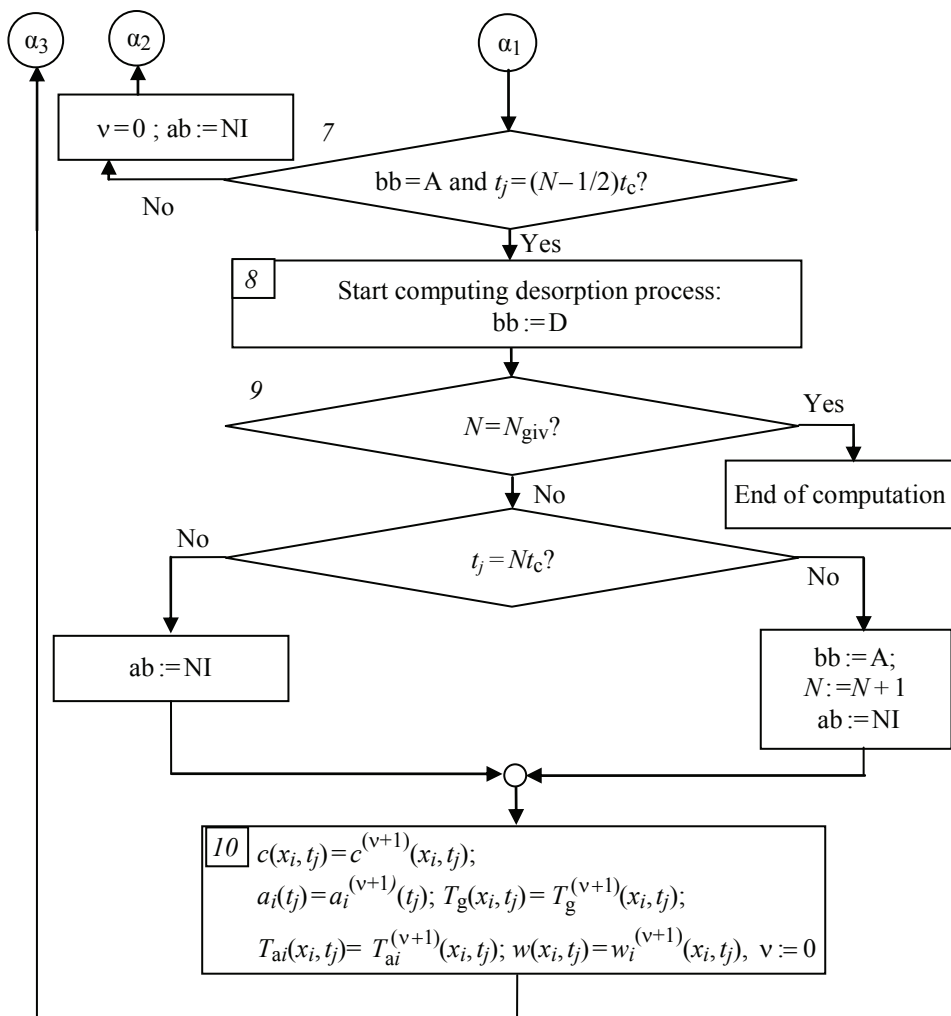 α3
α2
α1
ν=0 ; ab:=NI
7
bb=A and tj=(N–1/2)tc?
No
Yes
8
Start computing desorption process:
bb:=D
9
N=Ngiv?
Yes
No
End of computation
No
tj=Ntc?
No
ab:=NI
bb:=A;
N:=N+1
ab:=NI
10
c(xi,tj)=c(ν+1)(xi,tj);
ai(tj)=ai(ν+1)(tj); Tg(xi,tj)=Tg(ν+1)(xi,tj);
Tai(xi,tj)= Tai(ν+1)(xi,tj); w(xi,tj)=wi(ν+1)(xi,tj), ν:=0